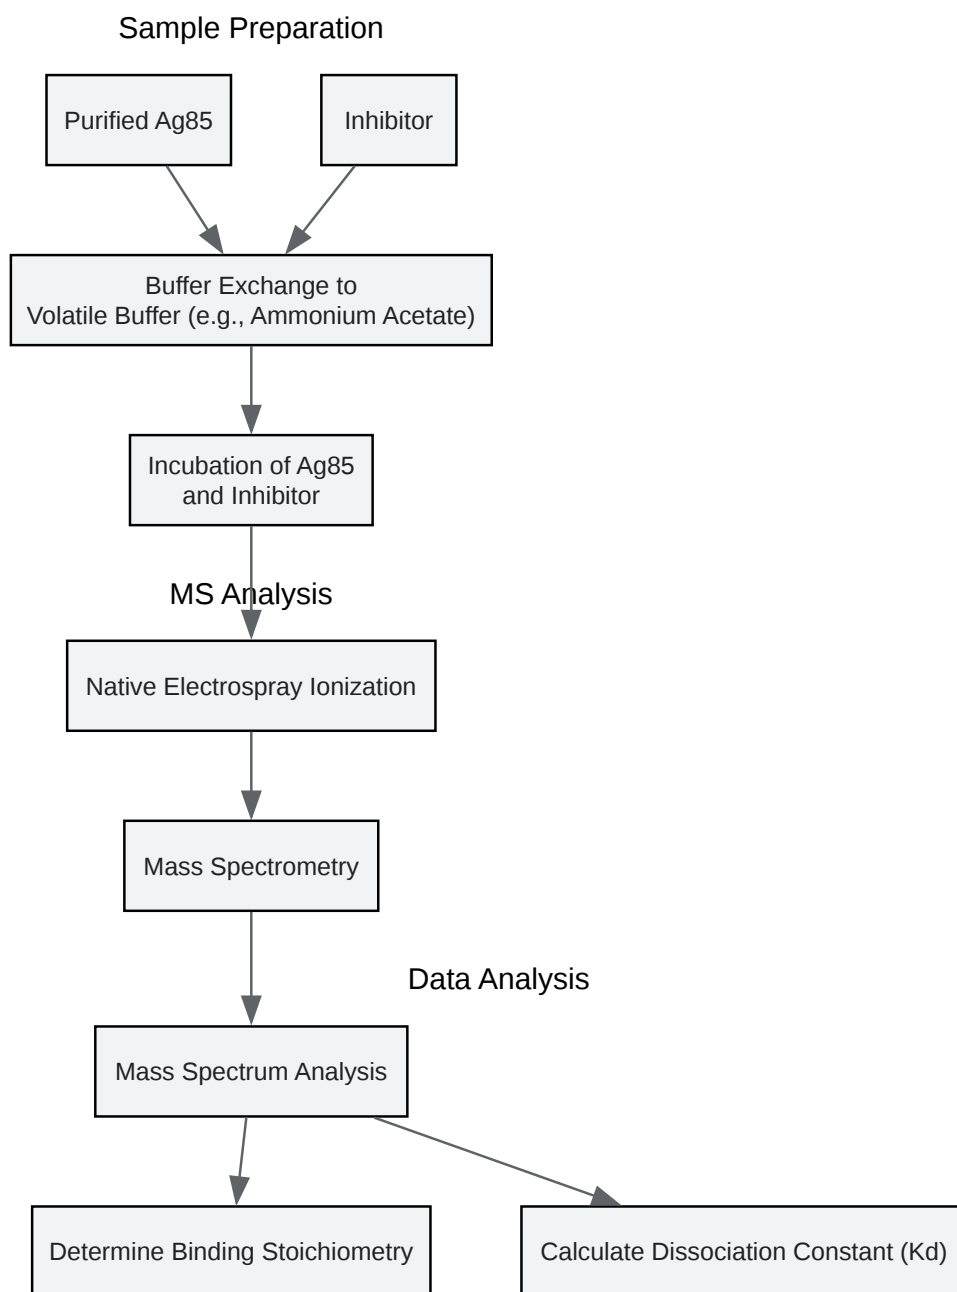 Sample Preparation
Purified Ag85
Inhibitor
Buffer Exchange to
Volatile Buffer (e.g., Ammonium Acetate)
Incubation of Ag85
and Inhibitor
MS Analysis
Native Electrospray Ionization
Mass Spectrometry
Data Analysis
Mass Spectrum Analysis
Determine Binding Stoichiometry
Calculate Dissociation Constant (Kd)